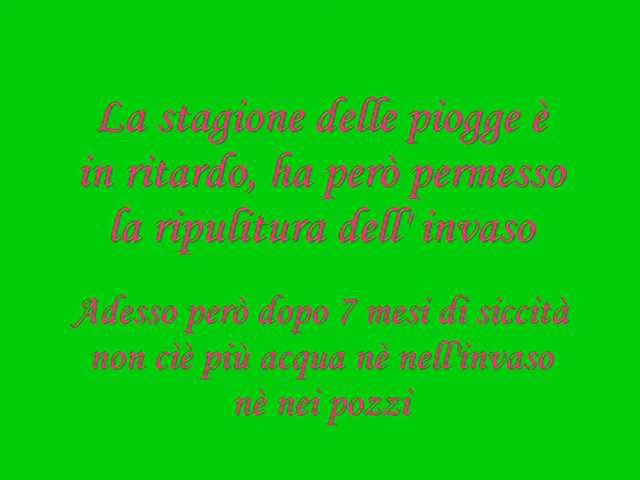 La stagione delle piogge è
in ritardo, ha però permesso
la ripulitura dell' invaso
Adesso però dopo 7 mesi di siccità
non cìè più acqua nè nell'invaso
nè nei pozzi